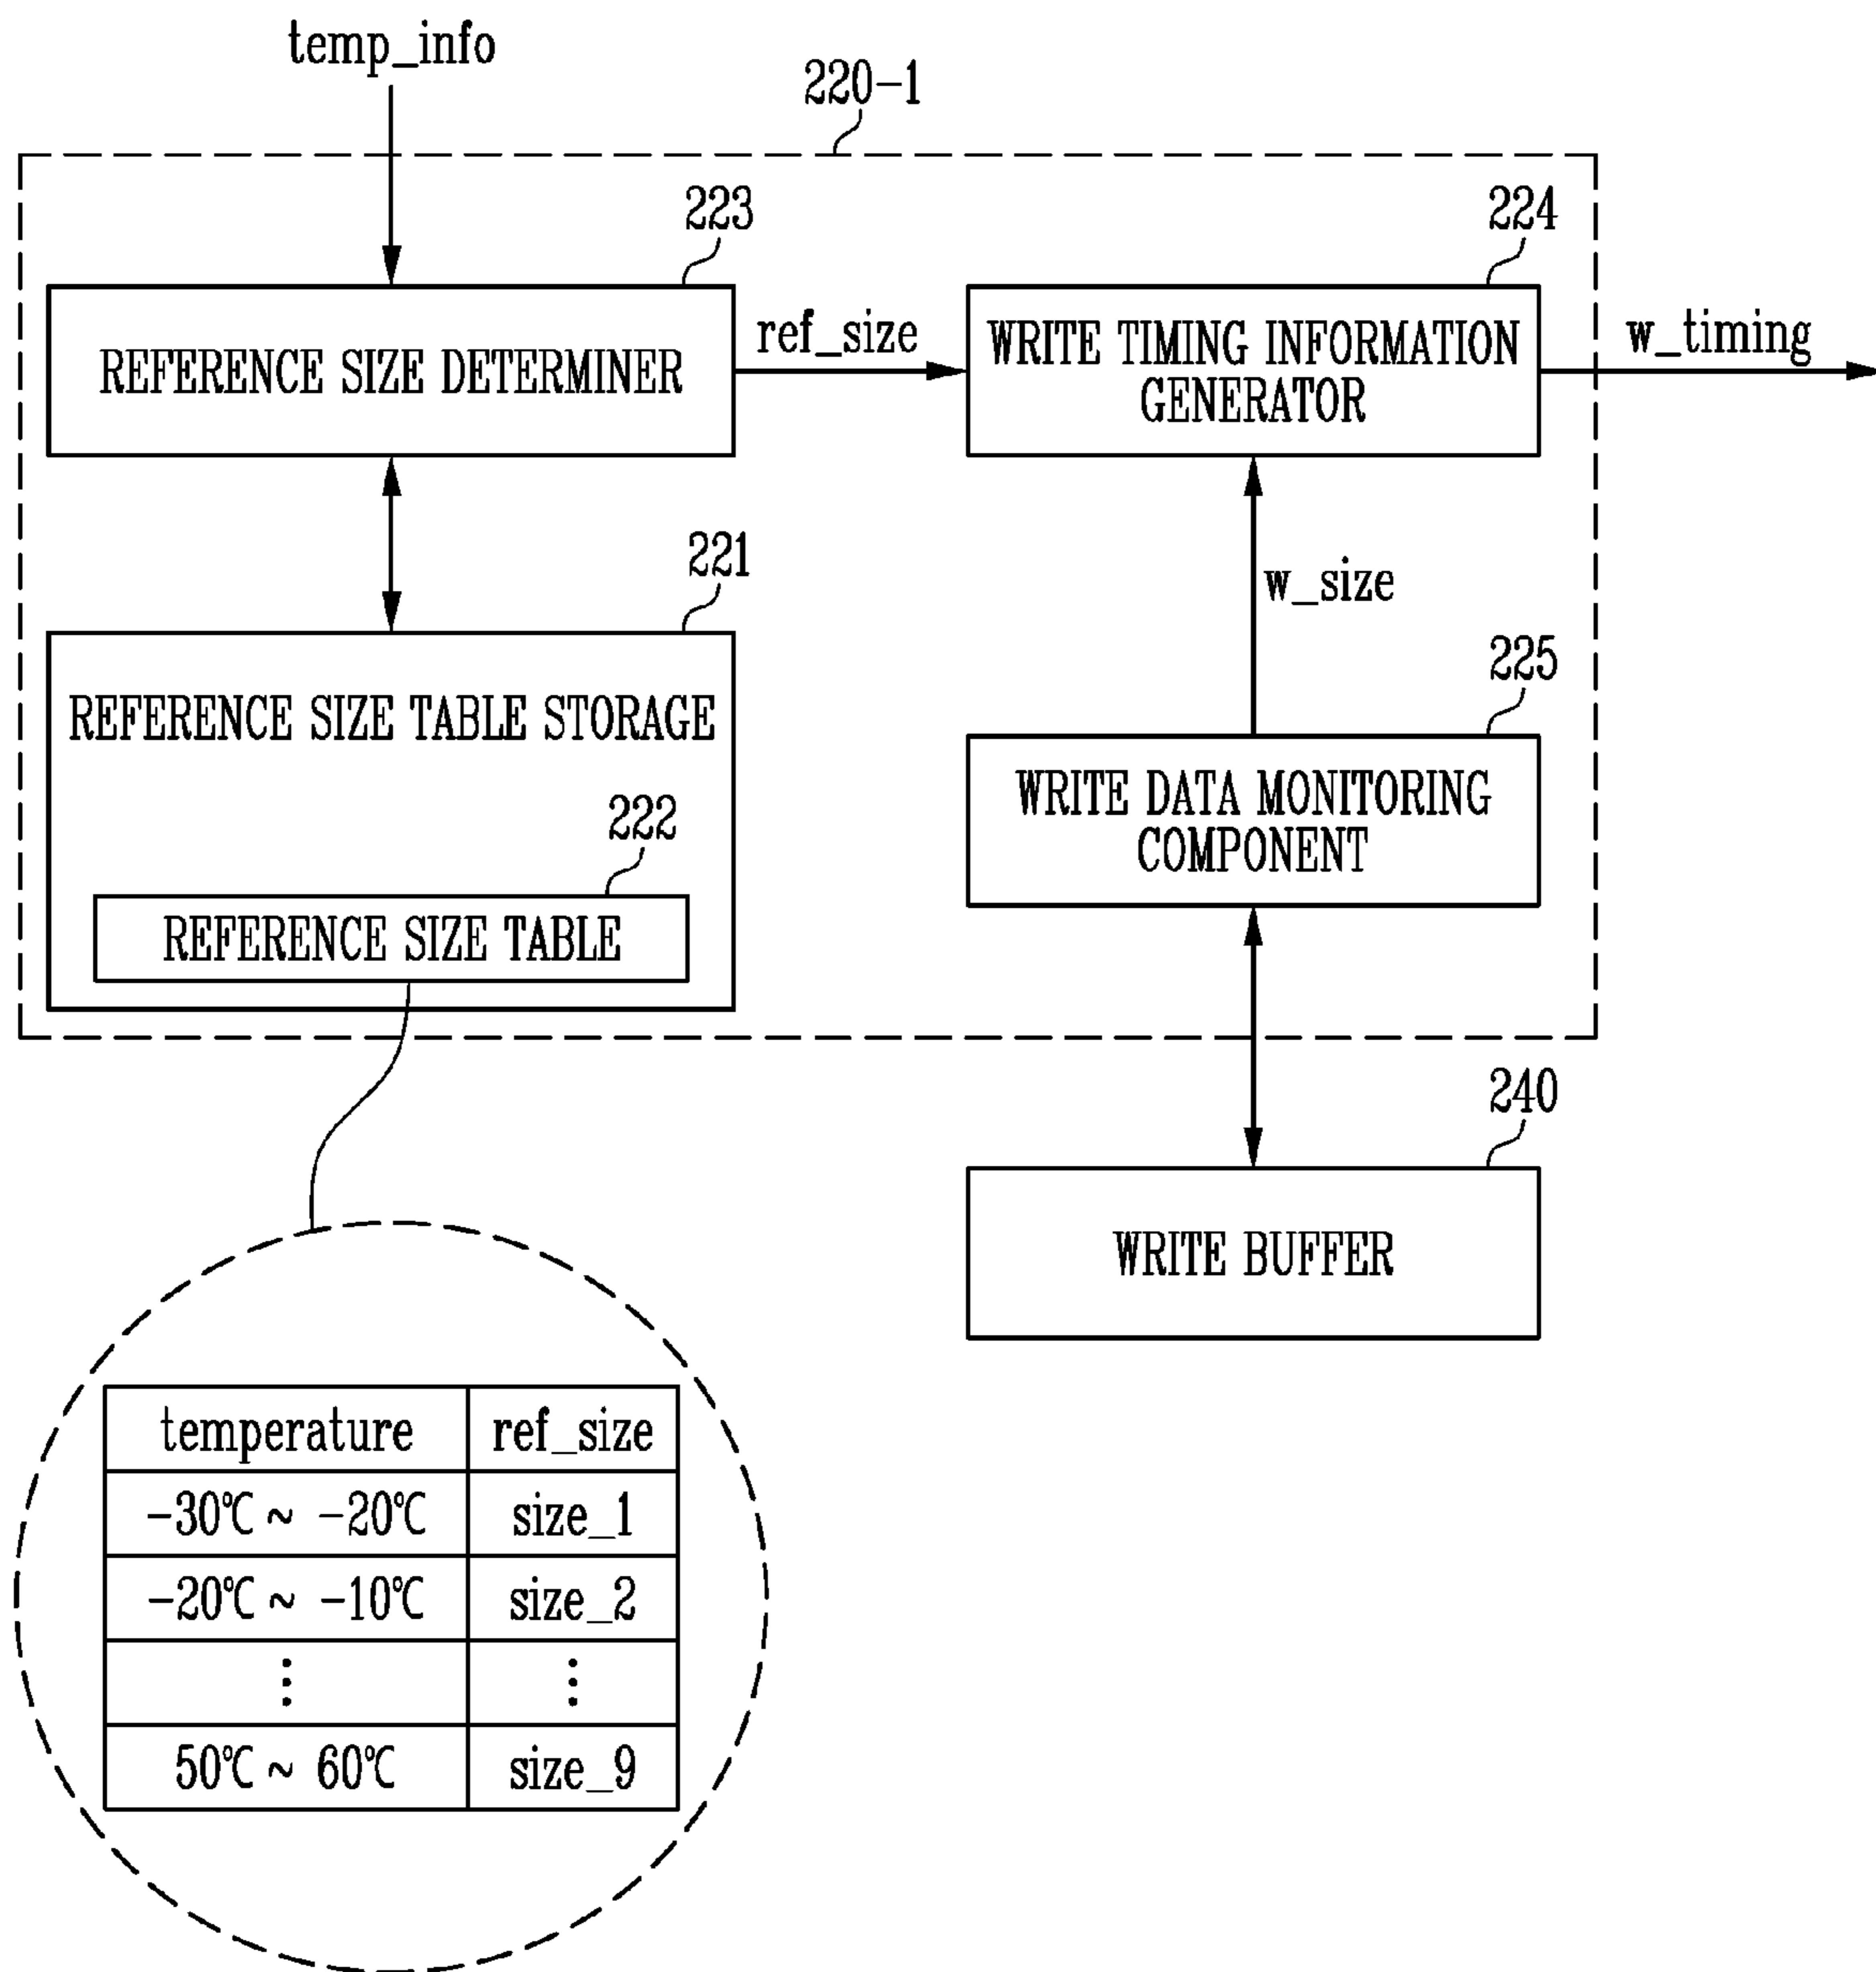 temp_info
220-1
223
224
REFERENCE SIZE DETERMINER
ref_size
WRITE TIMING INFORMATION
GENERATOR
w_timing
221
w_size
REFERENCE SIZE TABLE STORAGE
225
WRITE DATA MONITORING
COMPONENT
222
REFERENCE SIZE TABLE
240
WRITE BUFFER
temperature ref_size
-30℃ ~ -20℃ size_1
-20℃ ~ -10℃ size_2
⋮ ⋮
50℃ ~ 60℃ size_9